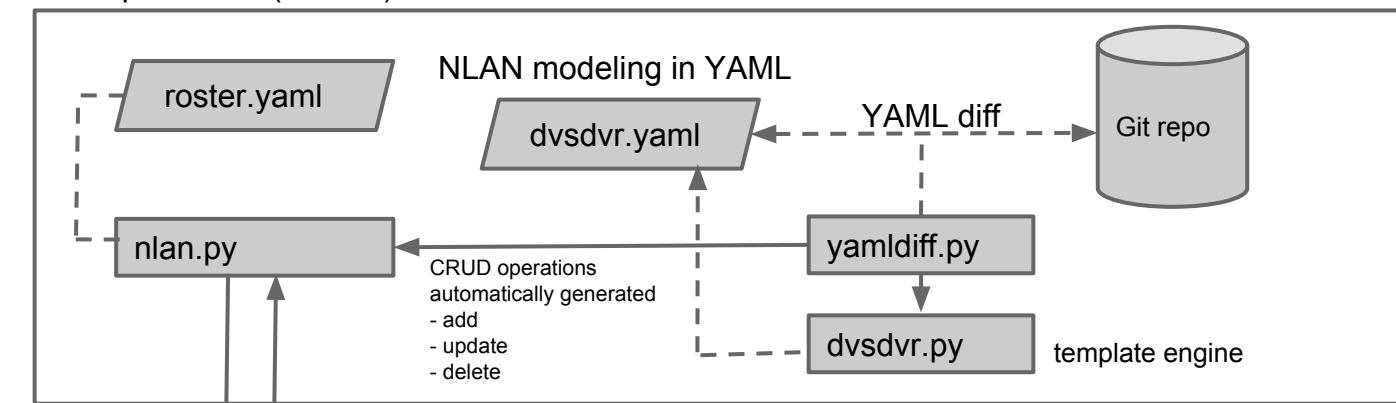 roster.yaml
NLAN modeling in YAML
dvsdvr.yaml
YAML diff
Git repo
nlan.py
yamldiff.py
CRUD operations
automatically generated
- add
- update
- delete
dvsdvr.py
template engine